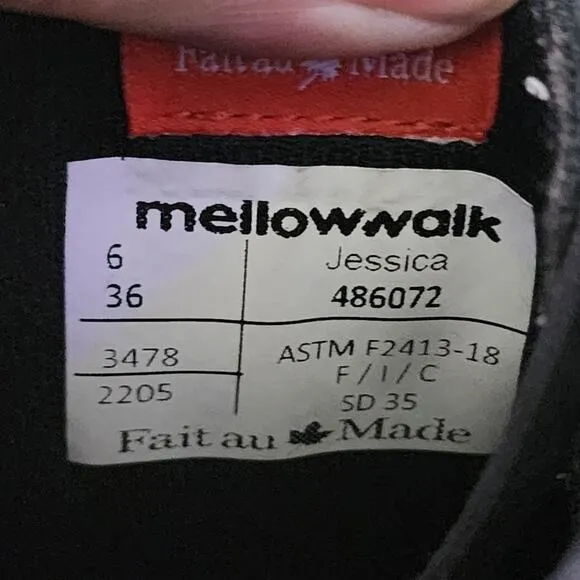 Fait au Made
mellowwalk
6 Jessica
36 486072
3478 ASTM F2413-18
F / I / C
2205 SD 35
Fait au Made